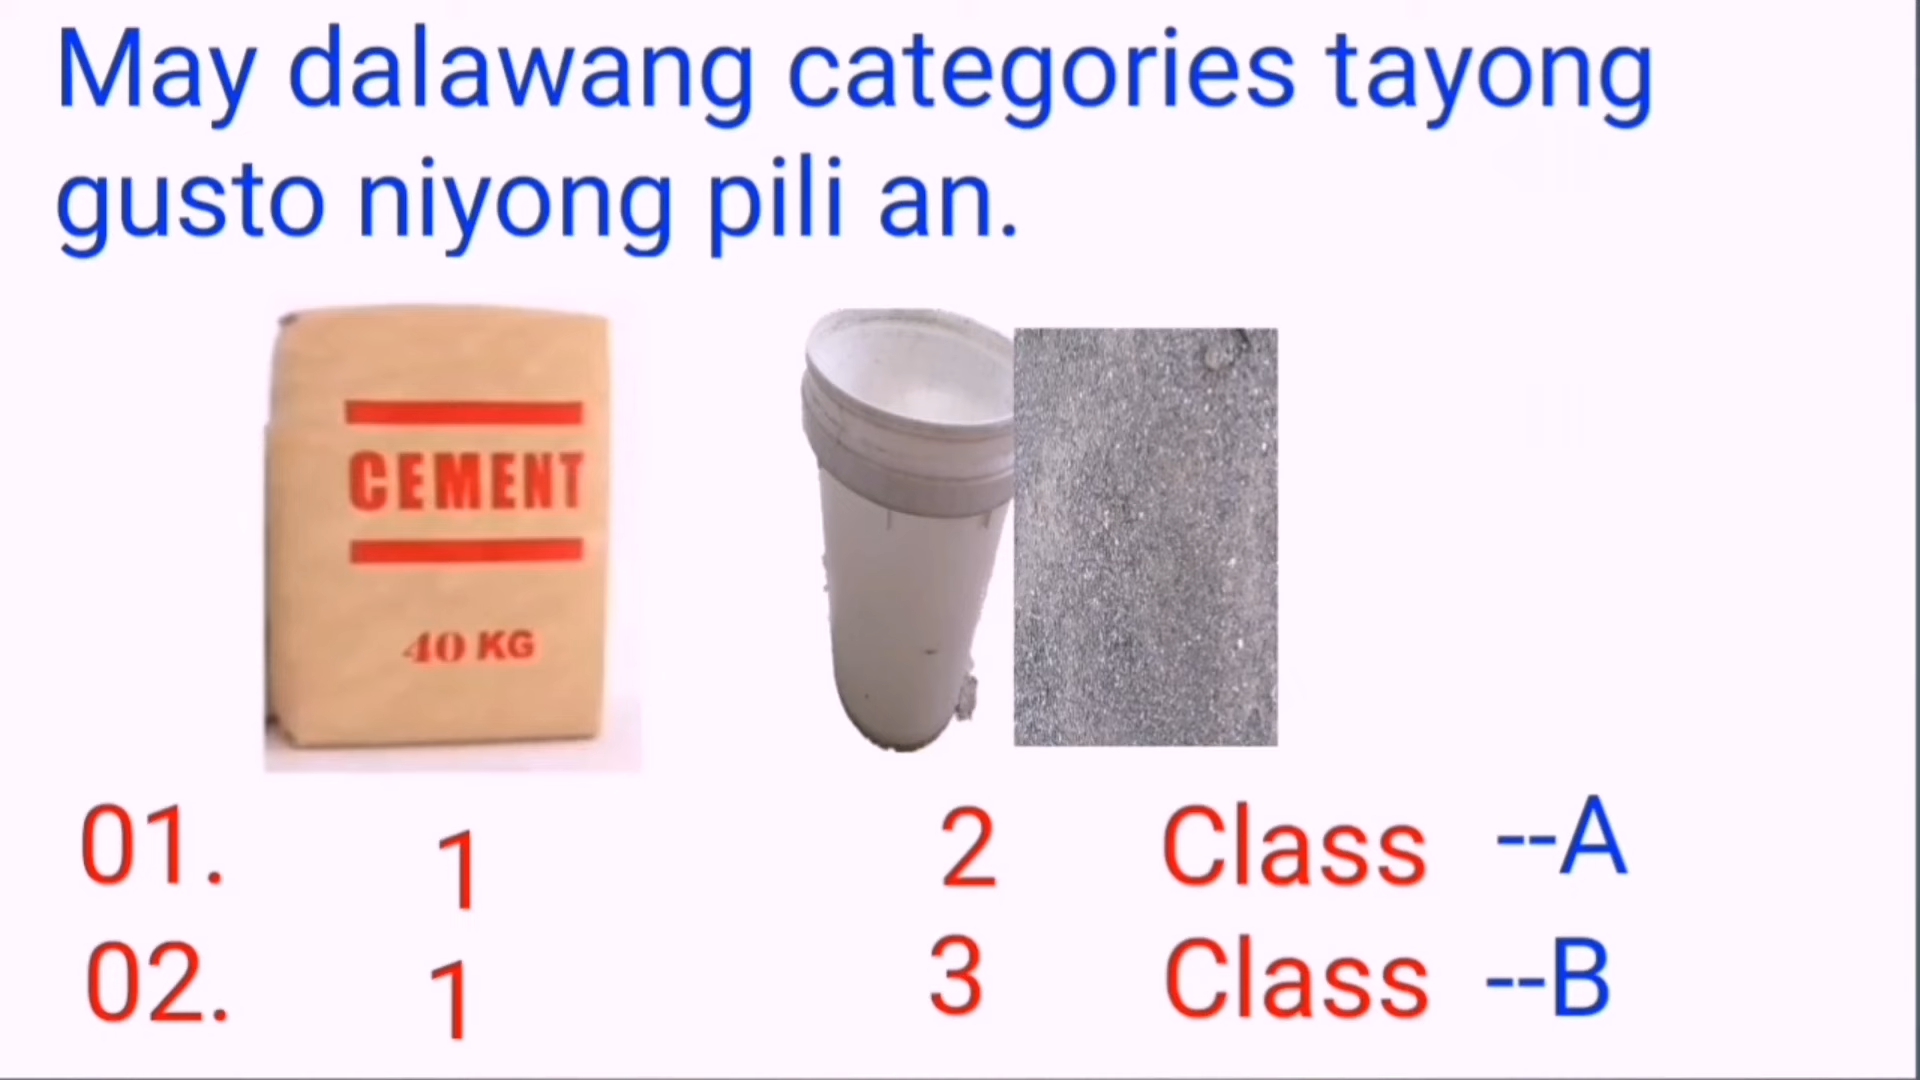 May dalawang categories tayong
gusto niyong pili an.
CEMENT
40 KG
01. 1 2 Class --A
02. 1 3 Class --B